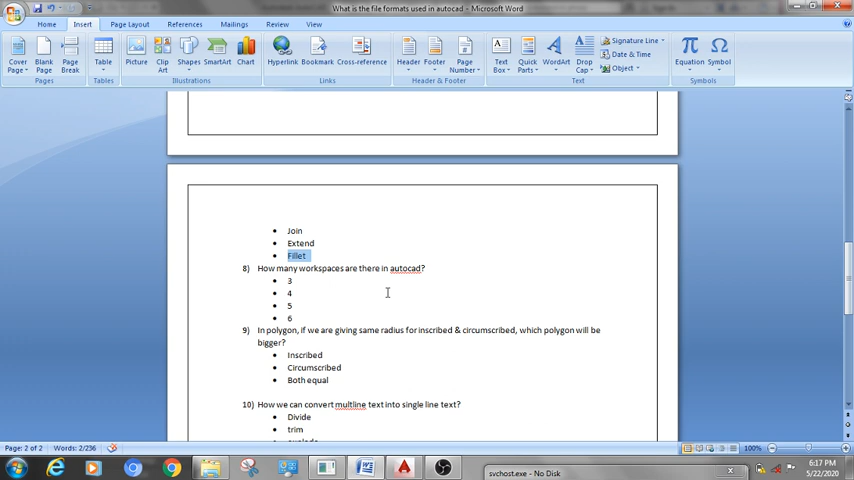 What is the file formats used in autocad - Microsoft Word
Home Insert Page Layout References Mailings Review View
Cover Page Blank Page Page Break Table Picture Clip Art Shapes SmartArt Chart Hyperlink Bookmark Cross-reference Header Footer Page Number Text Box Quick Parts WordArt Drop Cap Signature Line Date & Time Object Equation Symbol
Pages Tables Illustrations Links Header & Footer Text Symbols
• Join
• Extend
• Fillet
8) How many workspaces are there in autocad?
• 3
• 4
• 5
• 6
9) In polygon, if we are giving same radius for inscribed & circumscribed, which polygon will be
bigger?
• Inscribed
• Circumscribed
• Both equal
10) How we can convert multline text into single line text?
• Divide
• trim
Page: 2 of 2 Words: 2/236 100%
svchost.exe - No Disk
6:17 PM
5/22/2020